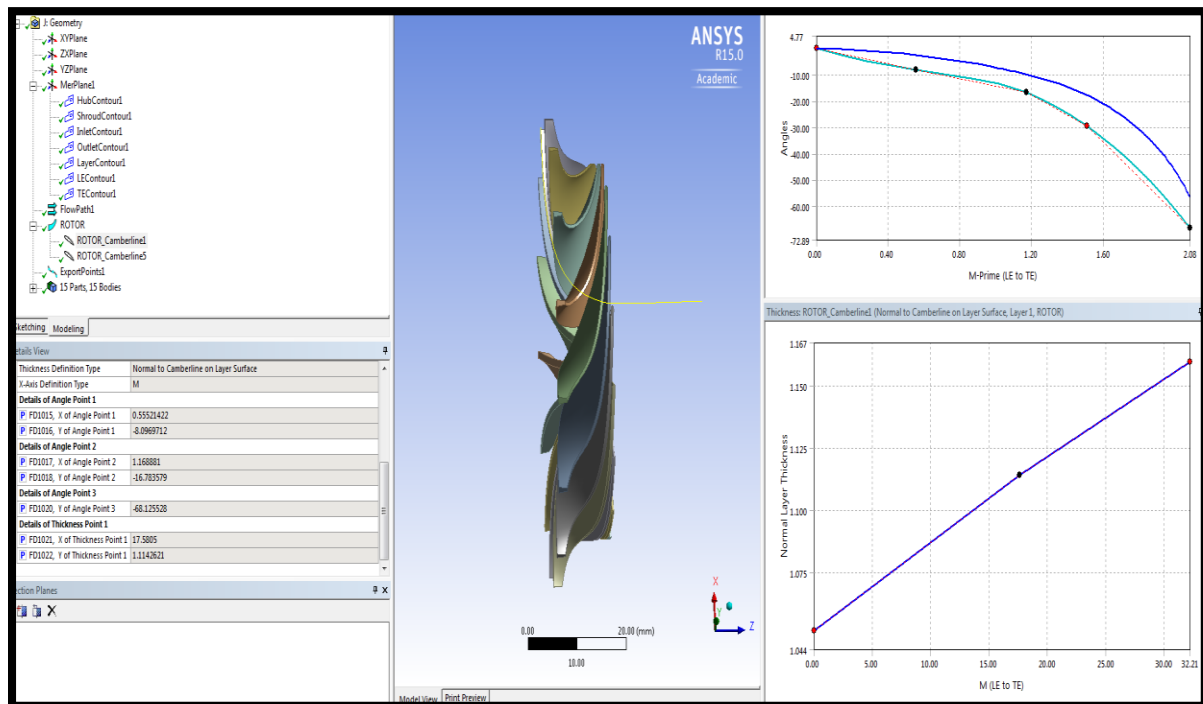 J: Geometry
XYPlane
ZXPlane
YZPlane
MerPlane1
HubContour1
ShroudContour1
InletContour1
OutletContour1
LayerContour1
LEContour1
TEContour1
FlowPath1
ROTOR
ROTOR_Camberline1
ROTOR_Camberline5
ExportPoints1
15 Parts, 15 Bodies
ketching Modeling
etails View
Thickness Definition Type Normal to Camberline on Layer Surface
X-Axis Definition Type M
Details of Angle Point 1
P FD1015, X of Angle Point 1 0.55521422
P FD1016, Y of Angle Point 1 -8.0969712
Details of Angle Point 2
P FD1017, X of Angle Point 2 1.168881
P FD1018, Y of Angle Point 2 -16.783579
Details of Angle Point 3
P FD1020, Y of Angle Point 3 -68.125528
Details of Thickness Point 1
P FD1021, X of Thickness Point 1 17.5805
P FD1022, Y of Thickness Point 1 1.1142621
ection Planes
ANSYS
R15.0
Academic
X
Y
Z
0.00 20.00 (mm)
10.00
Model View Print Preview
4.77
-10.00
-20.00
-30.00
-40.00
-50.00
-60.00
-72.89
Angles
0.00 0.40 0.80 1.20 1.60 2.08
M-Prime (LE to TE)
Thickness: ROTOR_Camberline1 (Normal to Camberline on Layer Surface, Layer 1, ROTOR)
1.167
1.150
1.125
1.100
1.075
1.044
Normal Layer Thickness
0.00 5.00 10.00 15.00 20.00 25.00 30.00 32.21
M (LE to TE)